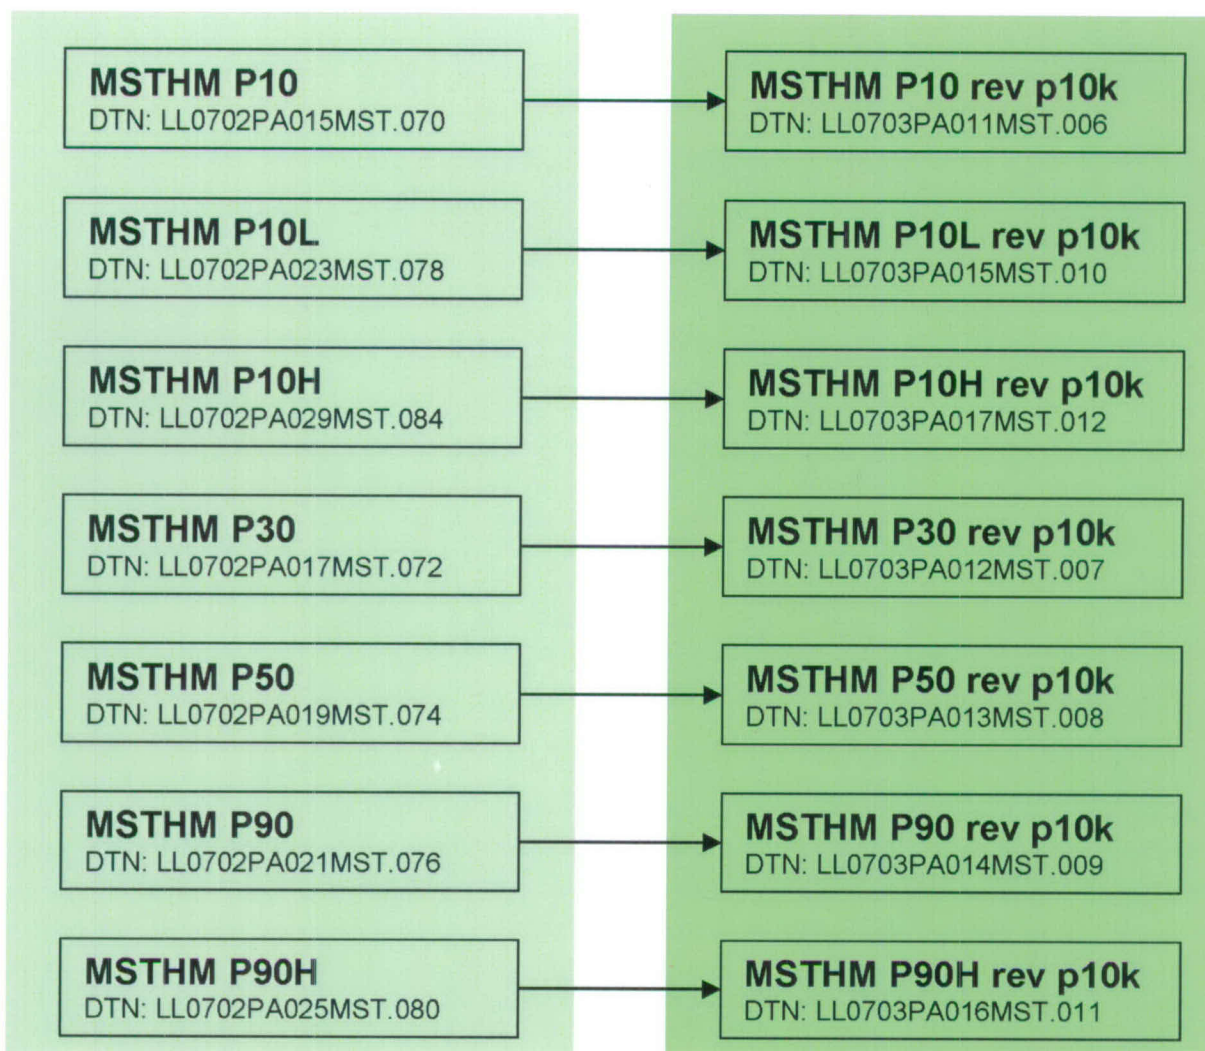 MSTHM P10
DTN: LL0702PA015MST.070
MSTHM P10 rev p10k
DTN: LL0703PA011MST.006
MSTHM P10L
DTN: LL0702PA023MST.078
MSTHM P10L rev p10k
DTN: LL0703PA015MST.010
MSTHM P10H
DTN: LL0702PA029MST.084
MSTHM P10H rev p10k
DTN: LL0703PA017MST.012
MSTHM P30
DTN: LL0702PA017MST.072
MSTHM P30 rev p10k
DTN: LL0703PA012MST.007
MSTHM P50
DTN: LL0702PA019MST.074
MSTHM P50 rev p10k
DTN: LL0703PA013MST.008
MSTHM P90
DTN: LL0702PA021MST.076
MSTHM P90 rev p10k
DTN: LL0703PA014MST.009
MSTHM P90H
DTN: LL0702PA025MST.080
MSTHM P90H rev p10k
DTN: LL0703PA016MST.011